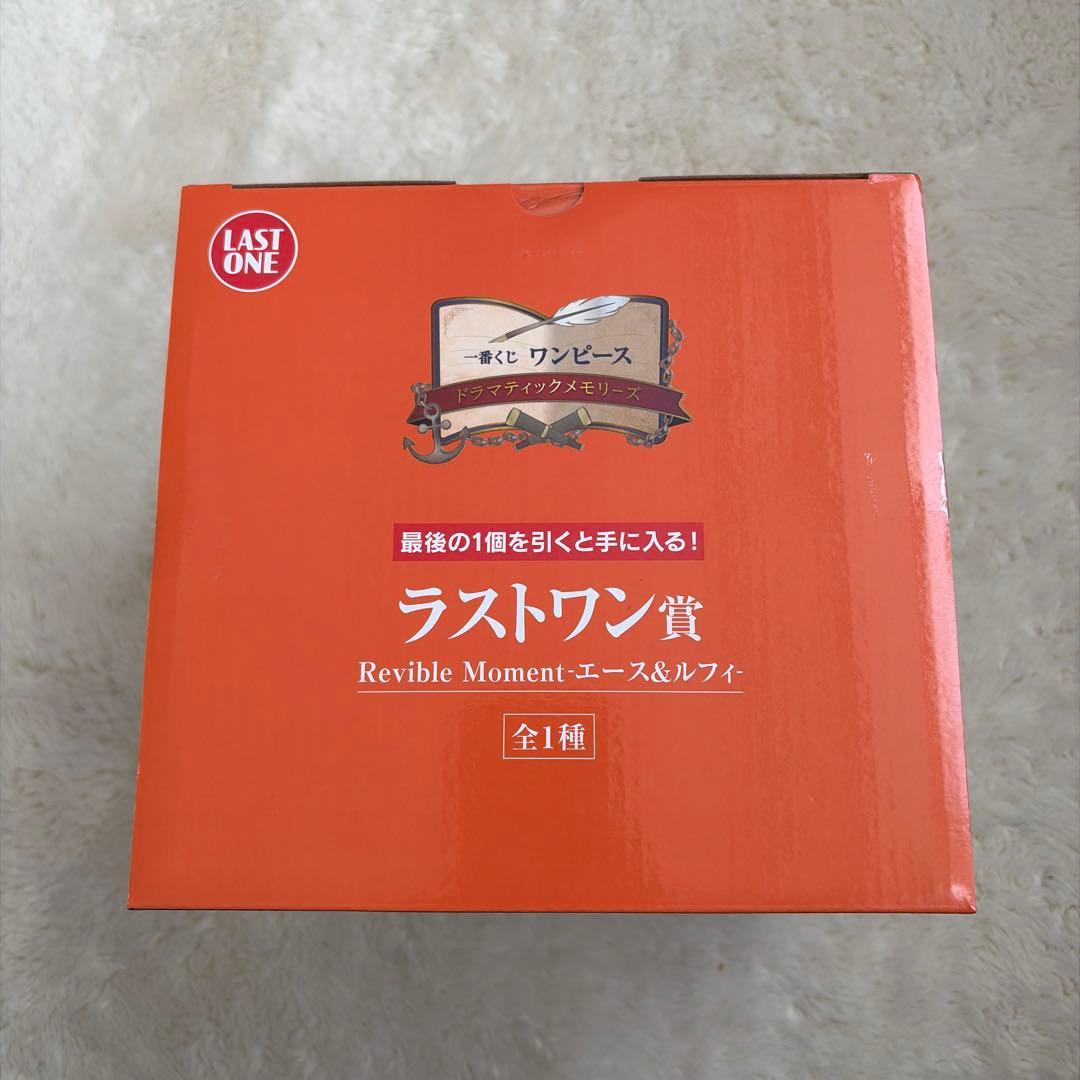 LAST
ONE
一番くじ ワンピース
ドラマティックメモリーズ
最後の1個を引くと手に入る!
ラストワン賞
Revible Moment-エース&ルフィ-
全1種